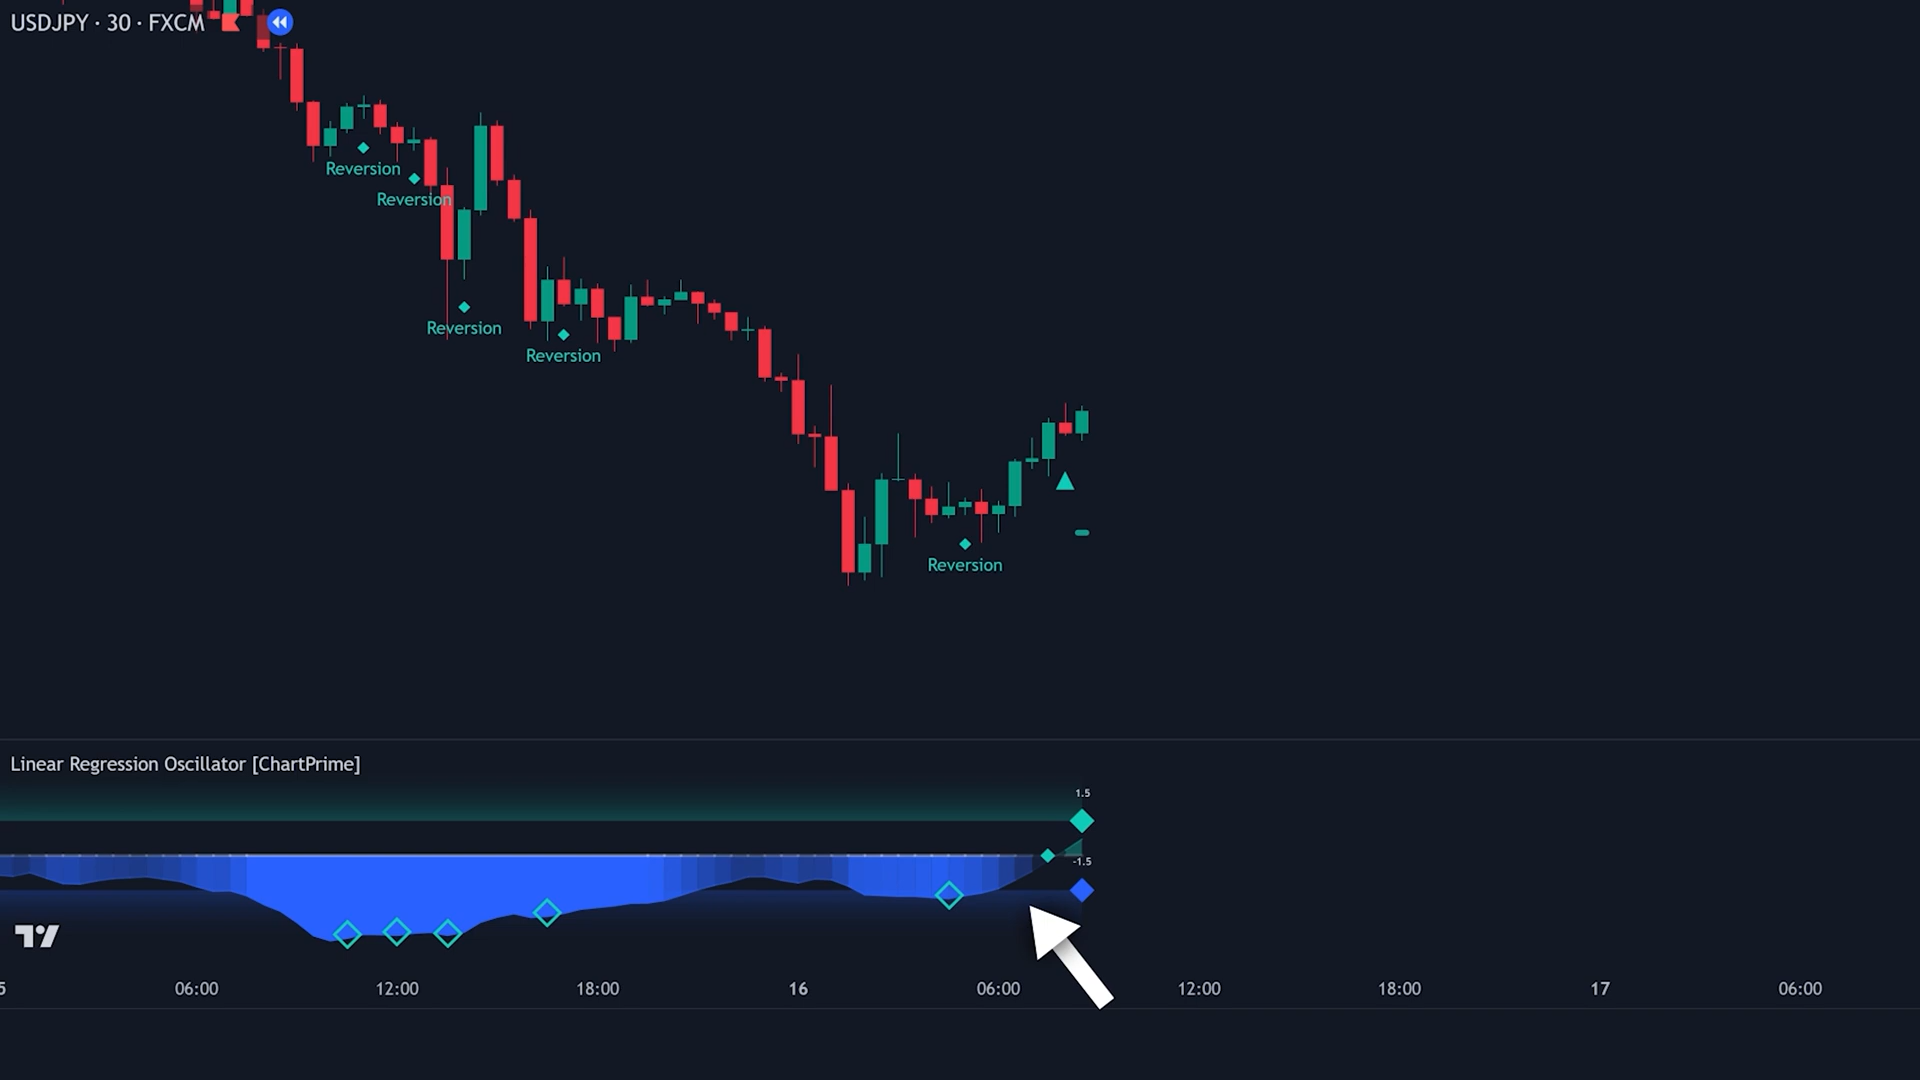 USDJPY · 30 · FXCM
Reversion
Reversion
Reversion
Reversion
Reversion
Linear Regression Oscillator [ChartPrime]
1.5
-1.5
5 06:00 12:00 18:00 16 06:00 12:00 18:00 17 06:00